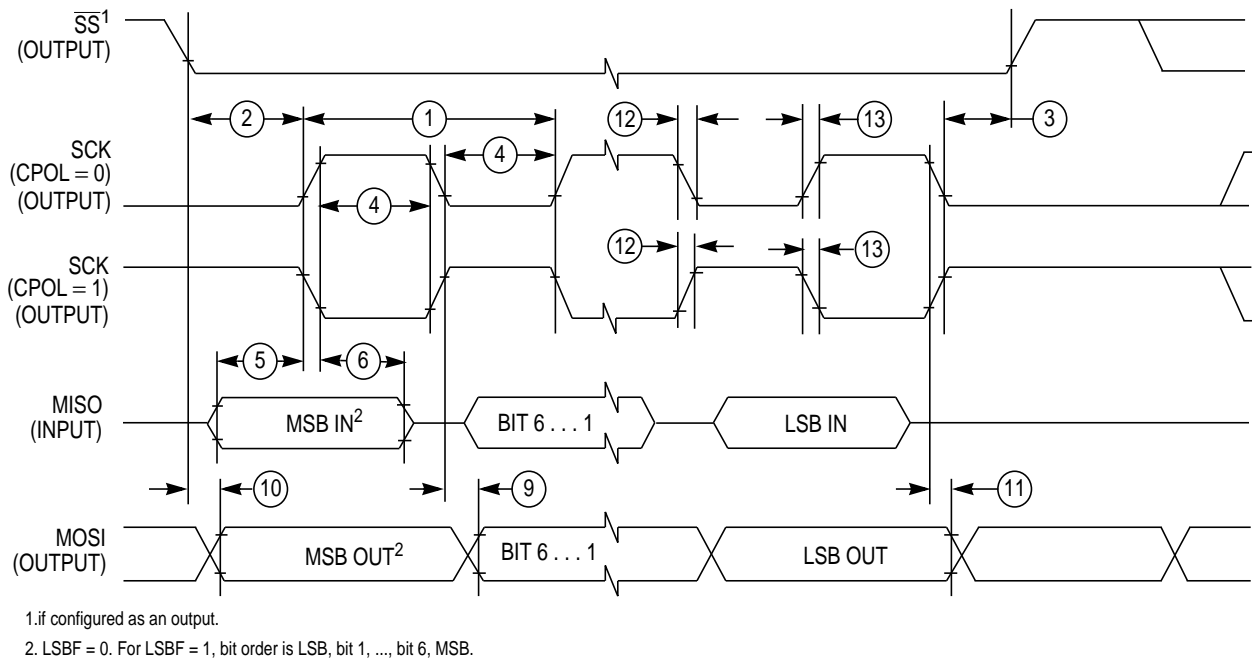 SS1
(OUTPUT)
2
1
12
13
3
SCK
(CPOL = 0)
(OUTPUT)
4
4
SCK
(CPOL = 1)
(OUTPUT)
12
13
5
6
MISO
(INPUT)
MSB IN2
BIT 6 . . . 1
LSB IN
10
9
11
MOSI
(OUTPUT)
MSB OUT2
BIT 6 . . . 1
LSB OUT
1.if configured as an output.
2. LSBF = 0. For LSBF = 1, bit order is LSB, bit 1, ..., bit 6, MSB.